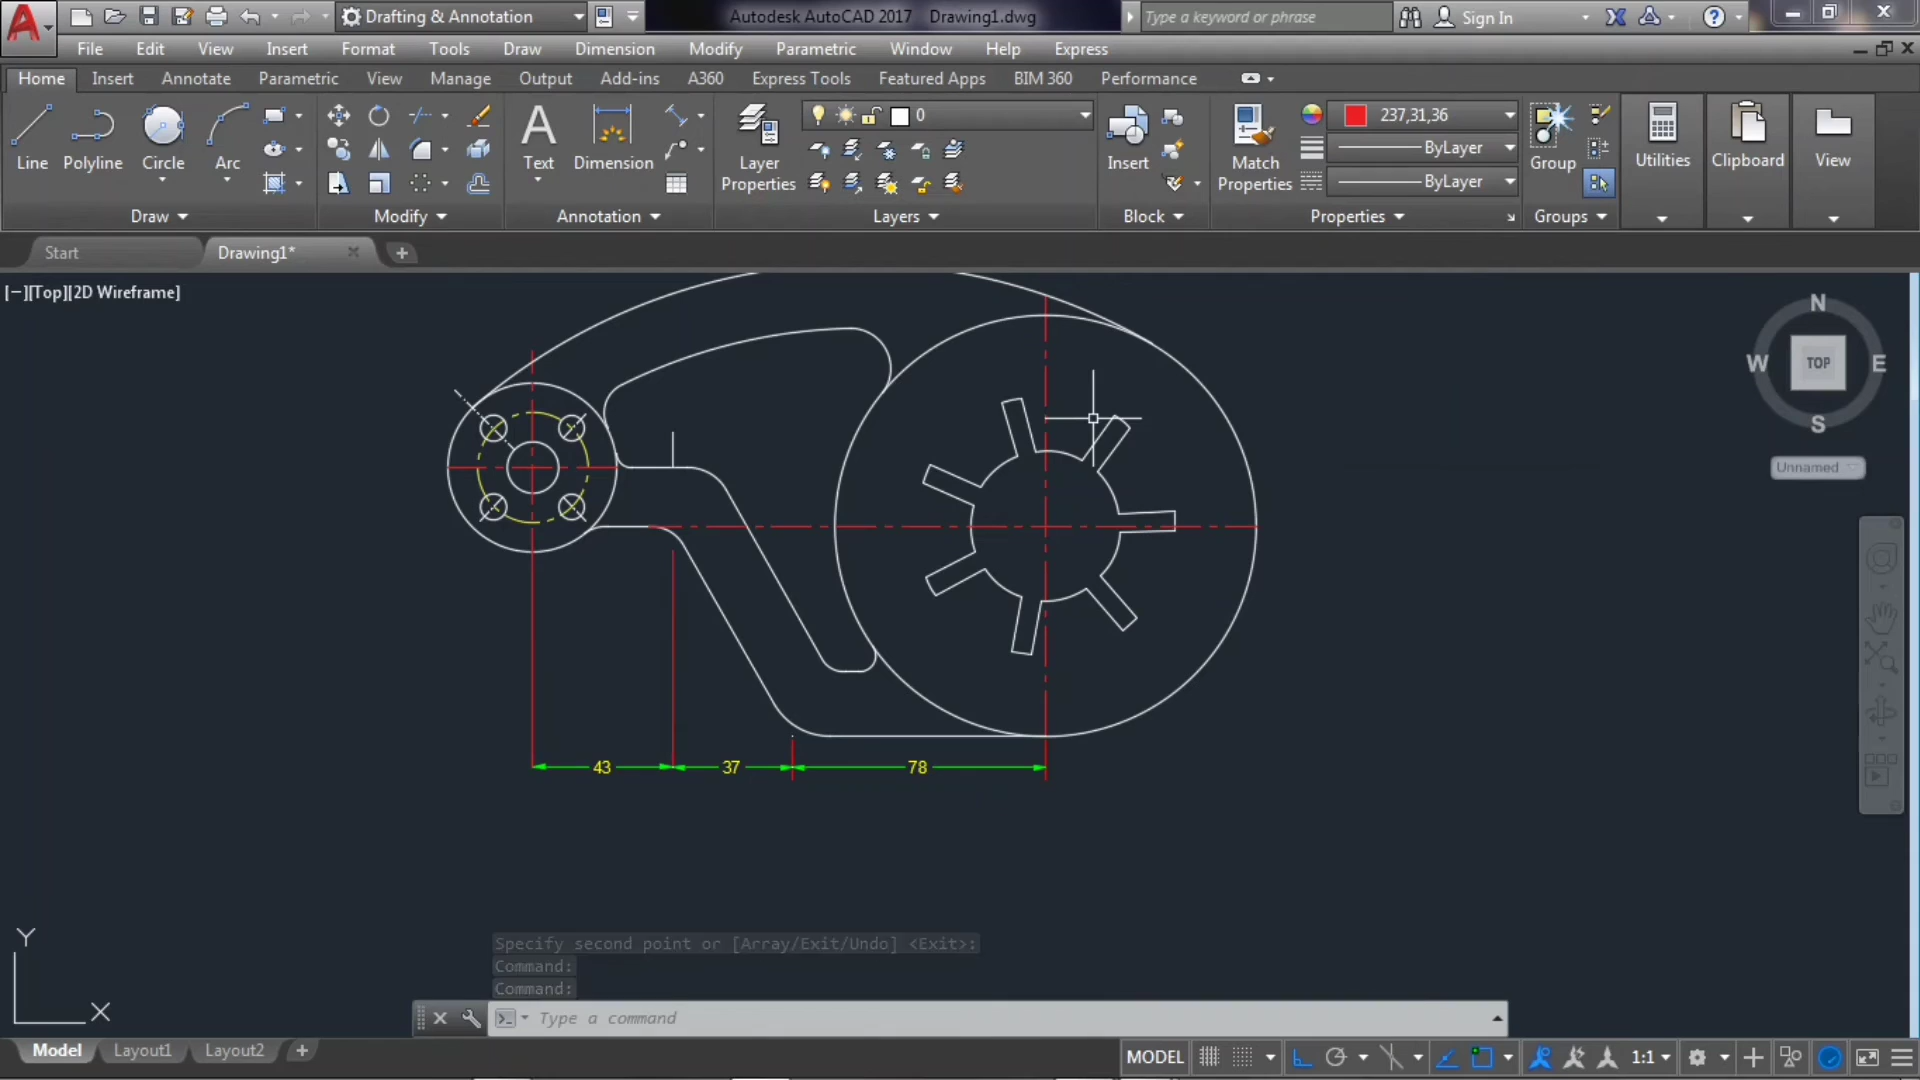 Drafting & Annotation
Autodesk AutoCAD 2017 Drawing1.dwg
Type a keyword or phrase
Sign In
File Edit View Insert Format Tools Draw Dimension Modify Parametric Window Help Express
Home Insert Annotate Parametric View Manage Output Add-ins A360 Express Tools Featured Apps BIM 360 Performance
0
237,31,36
ByLayer
ByLayer
Line Polyline Circle Arc Text Dimension Layer Properties Insert Match Properties Group Utilities Clipboard View
Draw Modify Annotation Layers Block Properties Groups
Start Drawing1*
[−][Top][2D Wireframe]
N
W TOP E
S
Unnamed
43 37 78
Specify second point or [Array/Exit/Undo] <Exit>:
Command:
Command:
Type a command
Y
X
Model Layout1 Layout2
MODEL 1:1